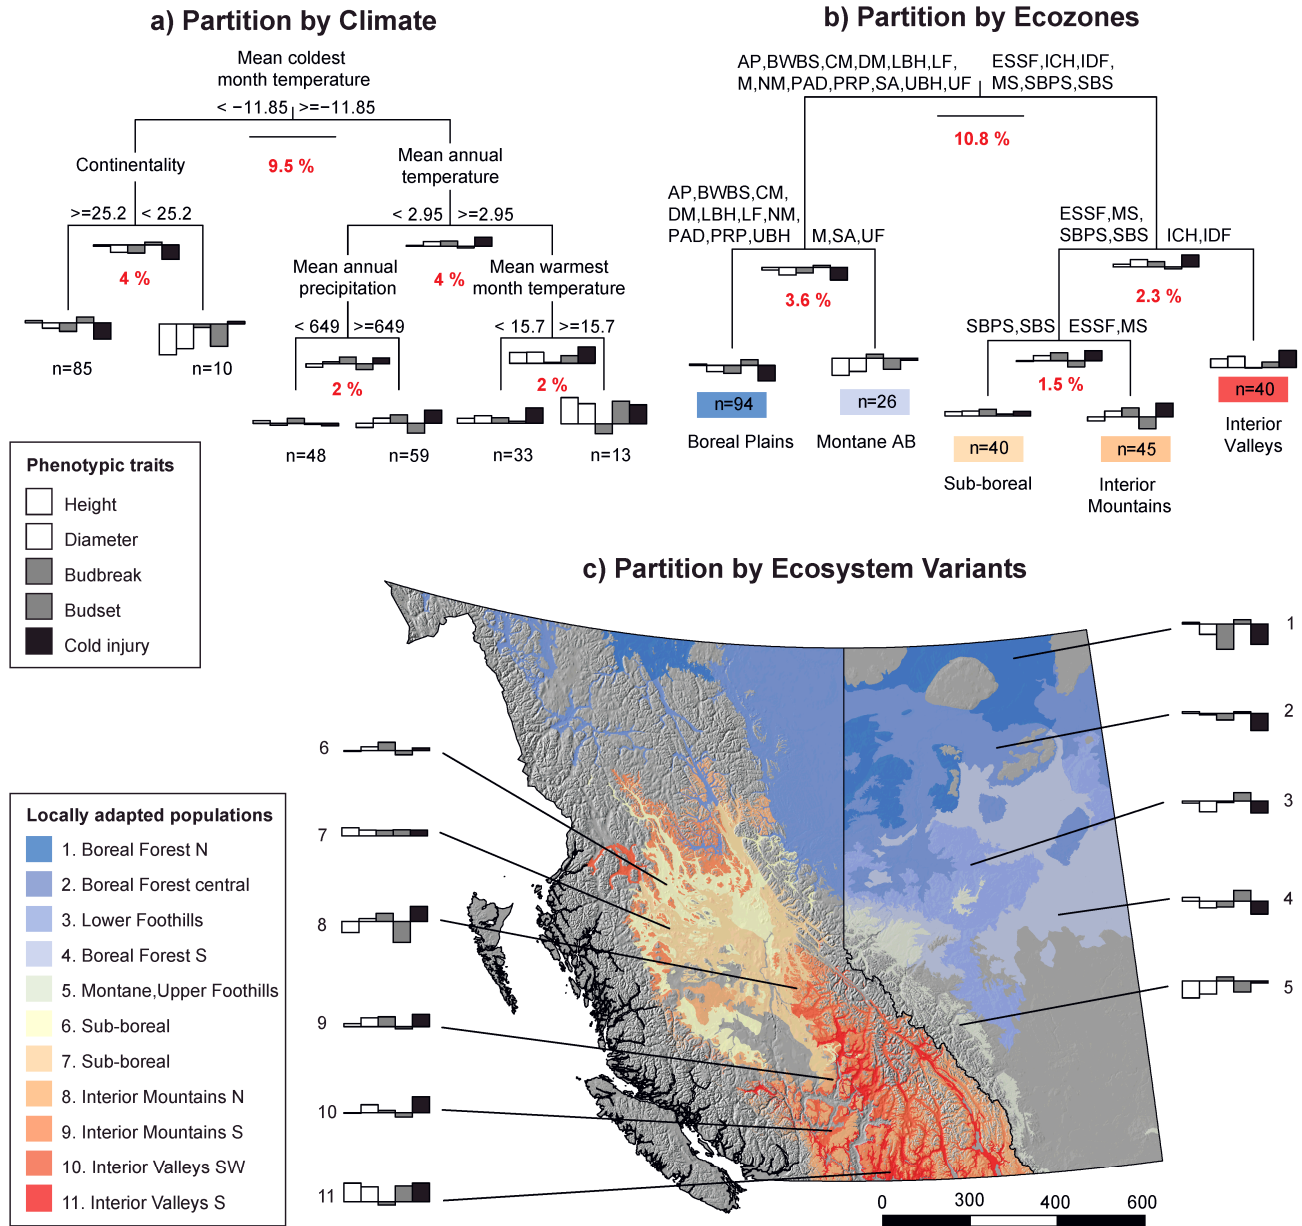 a) Partition by Climate
Mean coldest
month temperature
< −11.85 >=−11.85
9.5 %
Continentality
>=25.2 < 25.2
4 %
n=85
n=10
Mean annual
temperature
< 2.95 >=2.95
4 %
Mean annual
precipitation
< 649 >=649
2 %
n=48
n=59
Mean warmest
month temperature
< 15.7 >=15.7
2 %
n=33
n=13
b) Partition by Ecozones
AP,BWBS,CM,DM,LBH,LF,
M,NM,PAD,PRP,SA,UBH,UF
ESSF,ICH,IDF,
MS,SBPS,SBS
10.8 %
AP,BWBS,CM,
DM,LBH,LF,NM,
PAD,PRP,UBH
M,SA,UF
3.6 %
n=94
Boreal Plains
n=26
Montane AB
ESSF,MS,
SBPS,SBS
ICH,IDF
2.3 %
SBPS,SBS
ESSF,MS
1.5 %
n=40
Sub-boreal
n=45
Interior
Mountains
n=40
Interior
Valleys
Phenotypic traits
Height
Diameter
Budbreak
Budset
Cold injury
c) Partition by Ecosystem Variants
1
2
3
4
5
6
7
8
9
10
11
Locally adapted populations
1. Boreal Forest N
2. Boreal Forest central
3. Lower Foothills
4. Boreal Forest S
5. Montane,Upper Foothills
6. Sub-boreal
7. Sub-boreal
8. Interior Mountains N
9. Interior Mountains S
10. Interior Valleys SW
11. Interior Valleys S
0 300 400 600